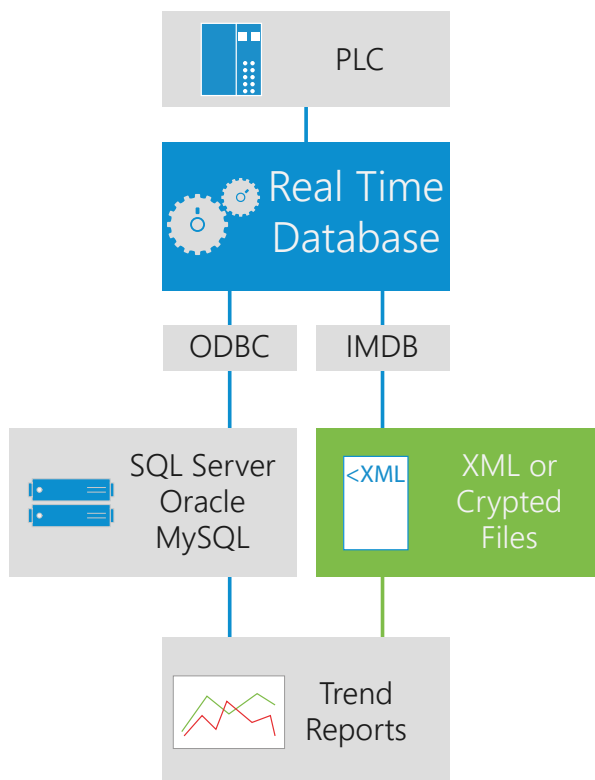 PLC
Real Time
Database
ODBC
IMDB
SQL Server
Oracle
MySQL
<XML
XML or
Crypted
Files
Trend
Reports